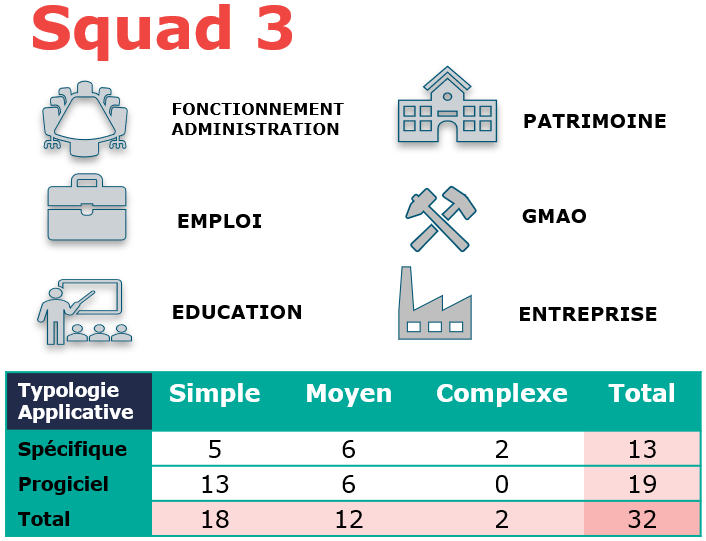 Squad 3
FONCTIONNEMENT
ADMINISTRATION
PATRIMOINE
EMPLOI
GMAO
EDUCATION
ENTREPRISE
Typologie
Applicative
Simple
Moyen
Complexe
Total
Spécifique 5 6 2 13
Progiciel 13 6 0 19
Total 18 12 2 32